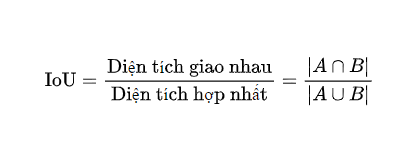 IoU = Diện tích giao nhau / Diện tích hợp nhất = |A ∩ B| / |A ∪ B|